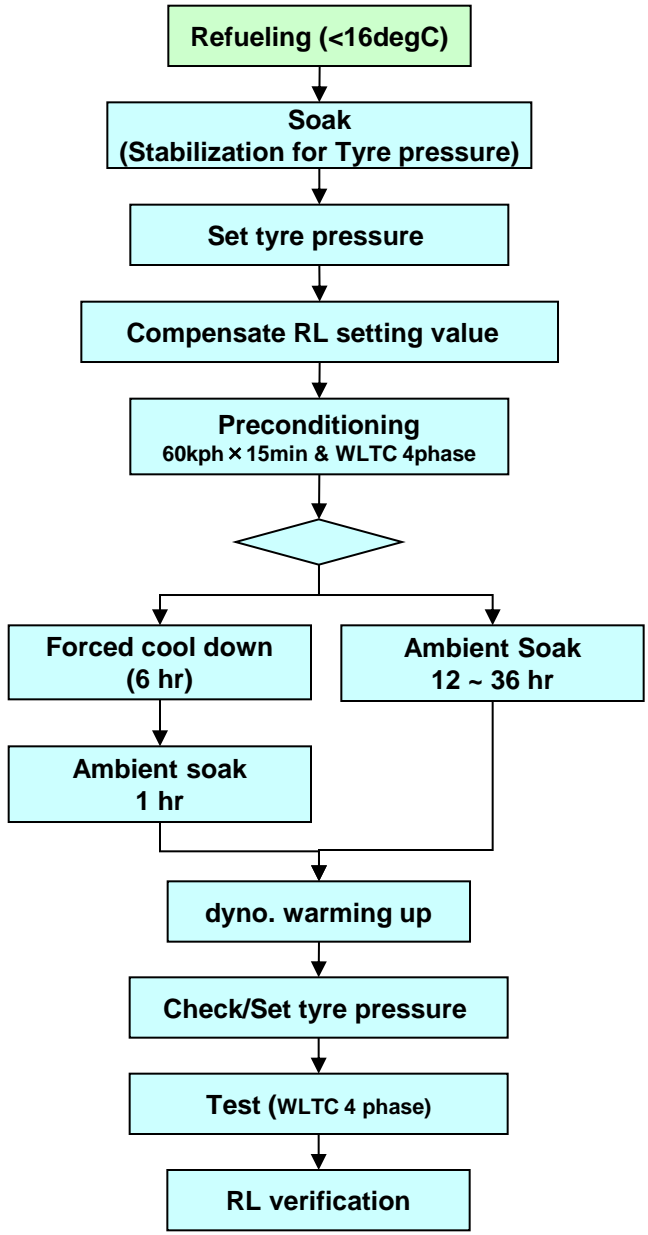 Refueling (<16degC)
Soak
(Stabilization for Tyre pressure)
Set tyre pressure
Compensate RL setting value
Preconditioning
60kph×15min & WLTC 4phase
Forced cool down
(6 hr)
Ambient Soak
12 ~ 36 hr
Ambient soak
1 hr
dyno. warming up
Check/Set tyre pressure
Test (WLTC 4 phase)
RL verification